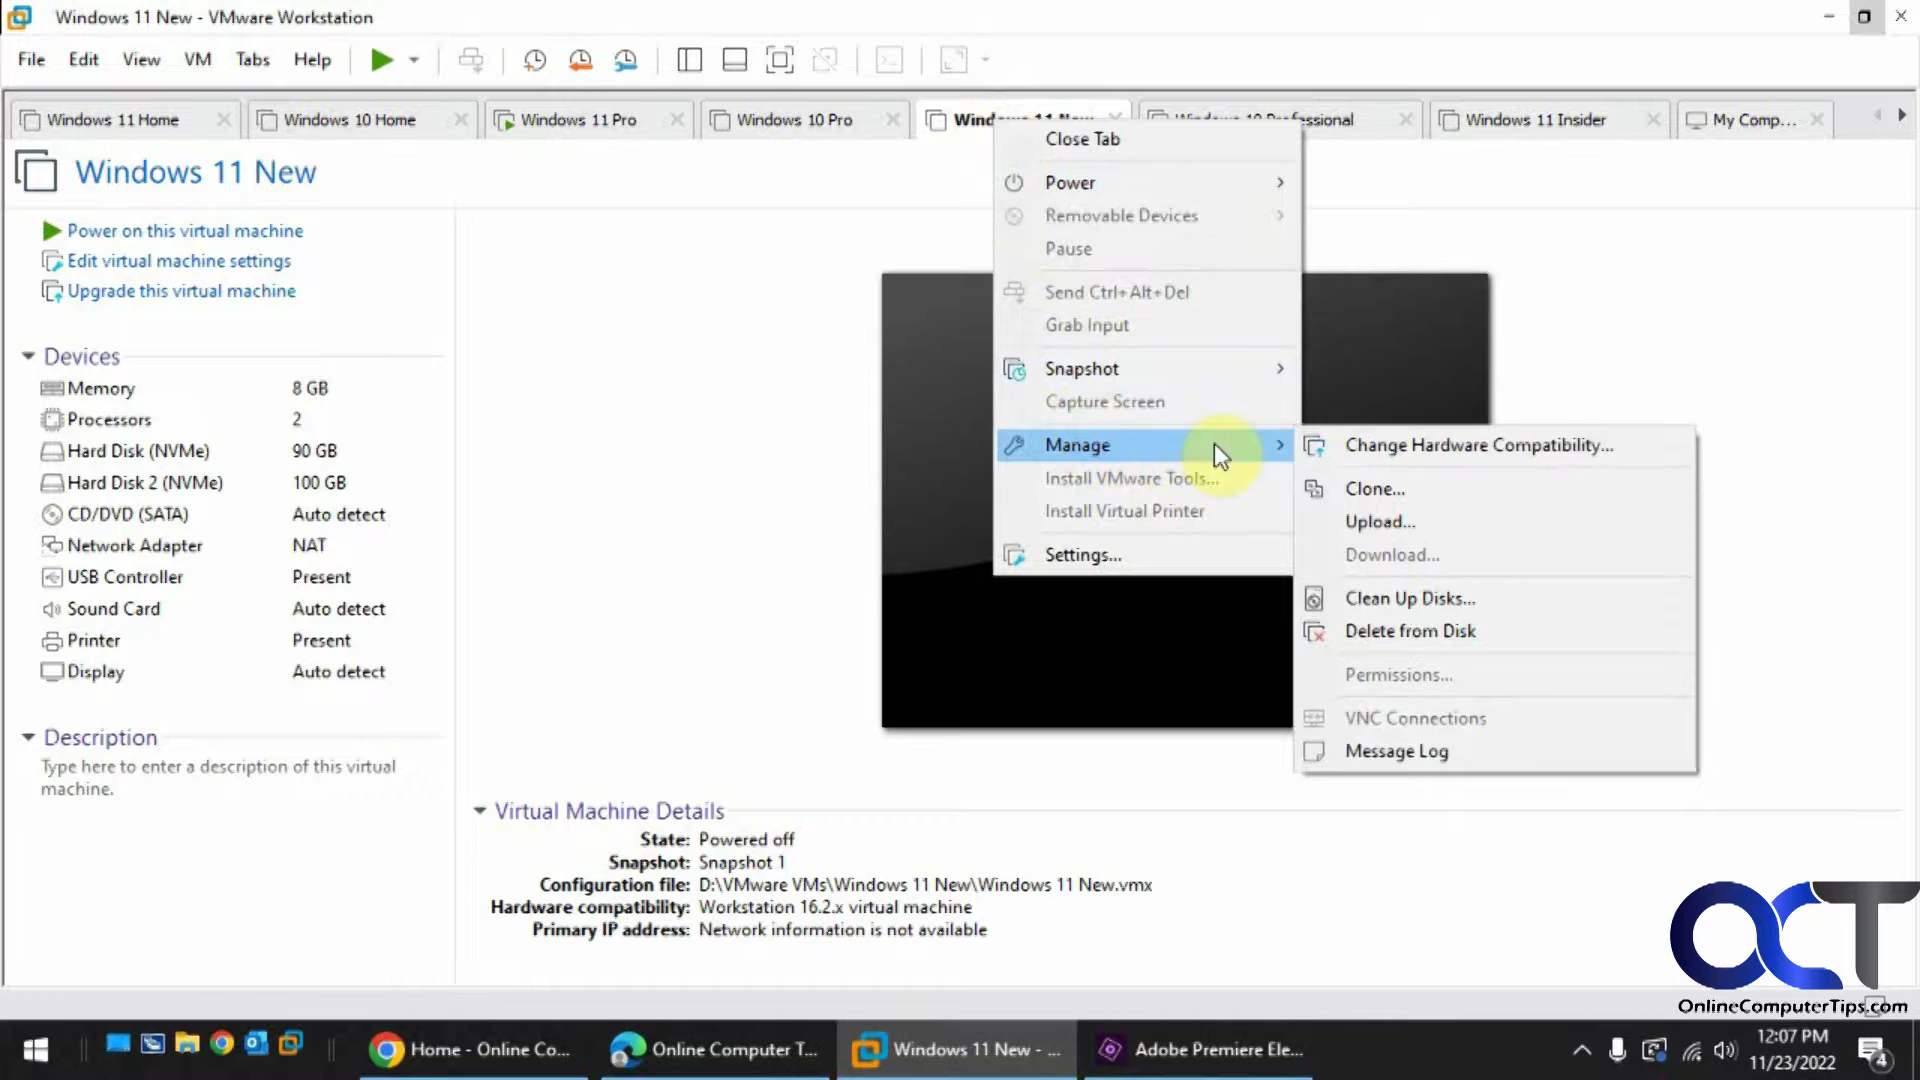 Windows 11 New - VMware Workstation
File Edit View VM Tabs Help
Windows 11 Home Windows 10 Home Windows 11 Pro Windows 10 Pro Windows 11 New Windows 10 Professional Windows 11 Insider My Comp...
Windows 11 New
Power on this virtual machine
Edit virtual machine settings
Upgrade this virtual machine
Devices
Memory 8 GB
Processors 2
Hard Disk (NVMe) 90 GB
Hard Disk 2 (NVMe) 100 GB
CD/DVD (SATA) Auto detect
Network Adapter NAT
USB Controller Present
Sound Card Auto detect
Printer Present
Display Auto detect
Description
Type here to enter a description of this virtual
machine.
Close Tab
Power
Removable Devices
Pause
Send Ctrl+Alt+Del
Grab Input
Snapshot
Capture Screen
Manage
Install VMware Tools...
Install Virtual Printer
Settings...
Change Hardware Compatibility...
Clone...
Upload...
Download...
Clean Up Disks...
Delete from Disk
Permissions...
VNC Connections
Message Log
Virtual Machine Details
State: Powered off
Snapshot: Snapshot 1
Configuration file: D:\VMware VMs\Windows 11 New\Windows 11 New.vmx
Hardware compatibility: Workstation 16.2.x virtual machine
Primary IP address: Network information is not available
OCT
OnlineComputerTips.com
Home - Online Co... Online Computer T... Windows 11 New - ... Adobe Premiere Ele...
12:07 PM
11/23/2022
4